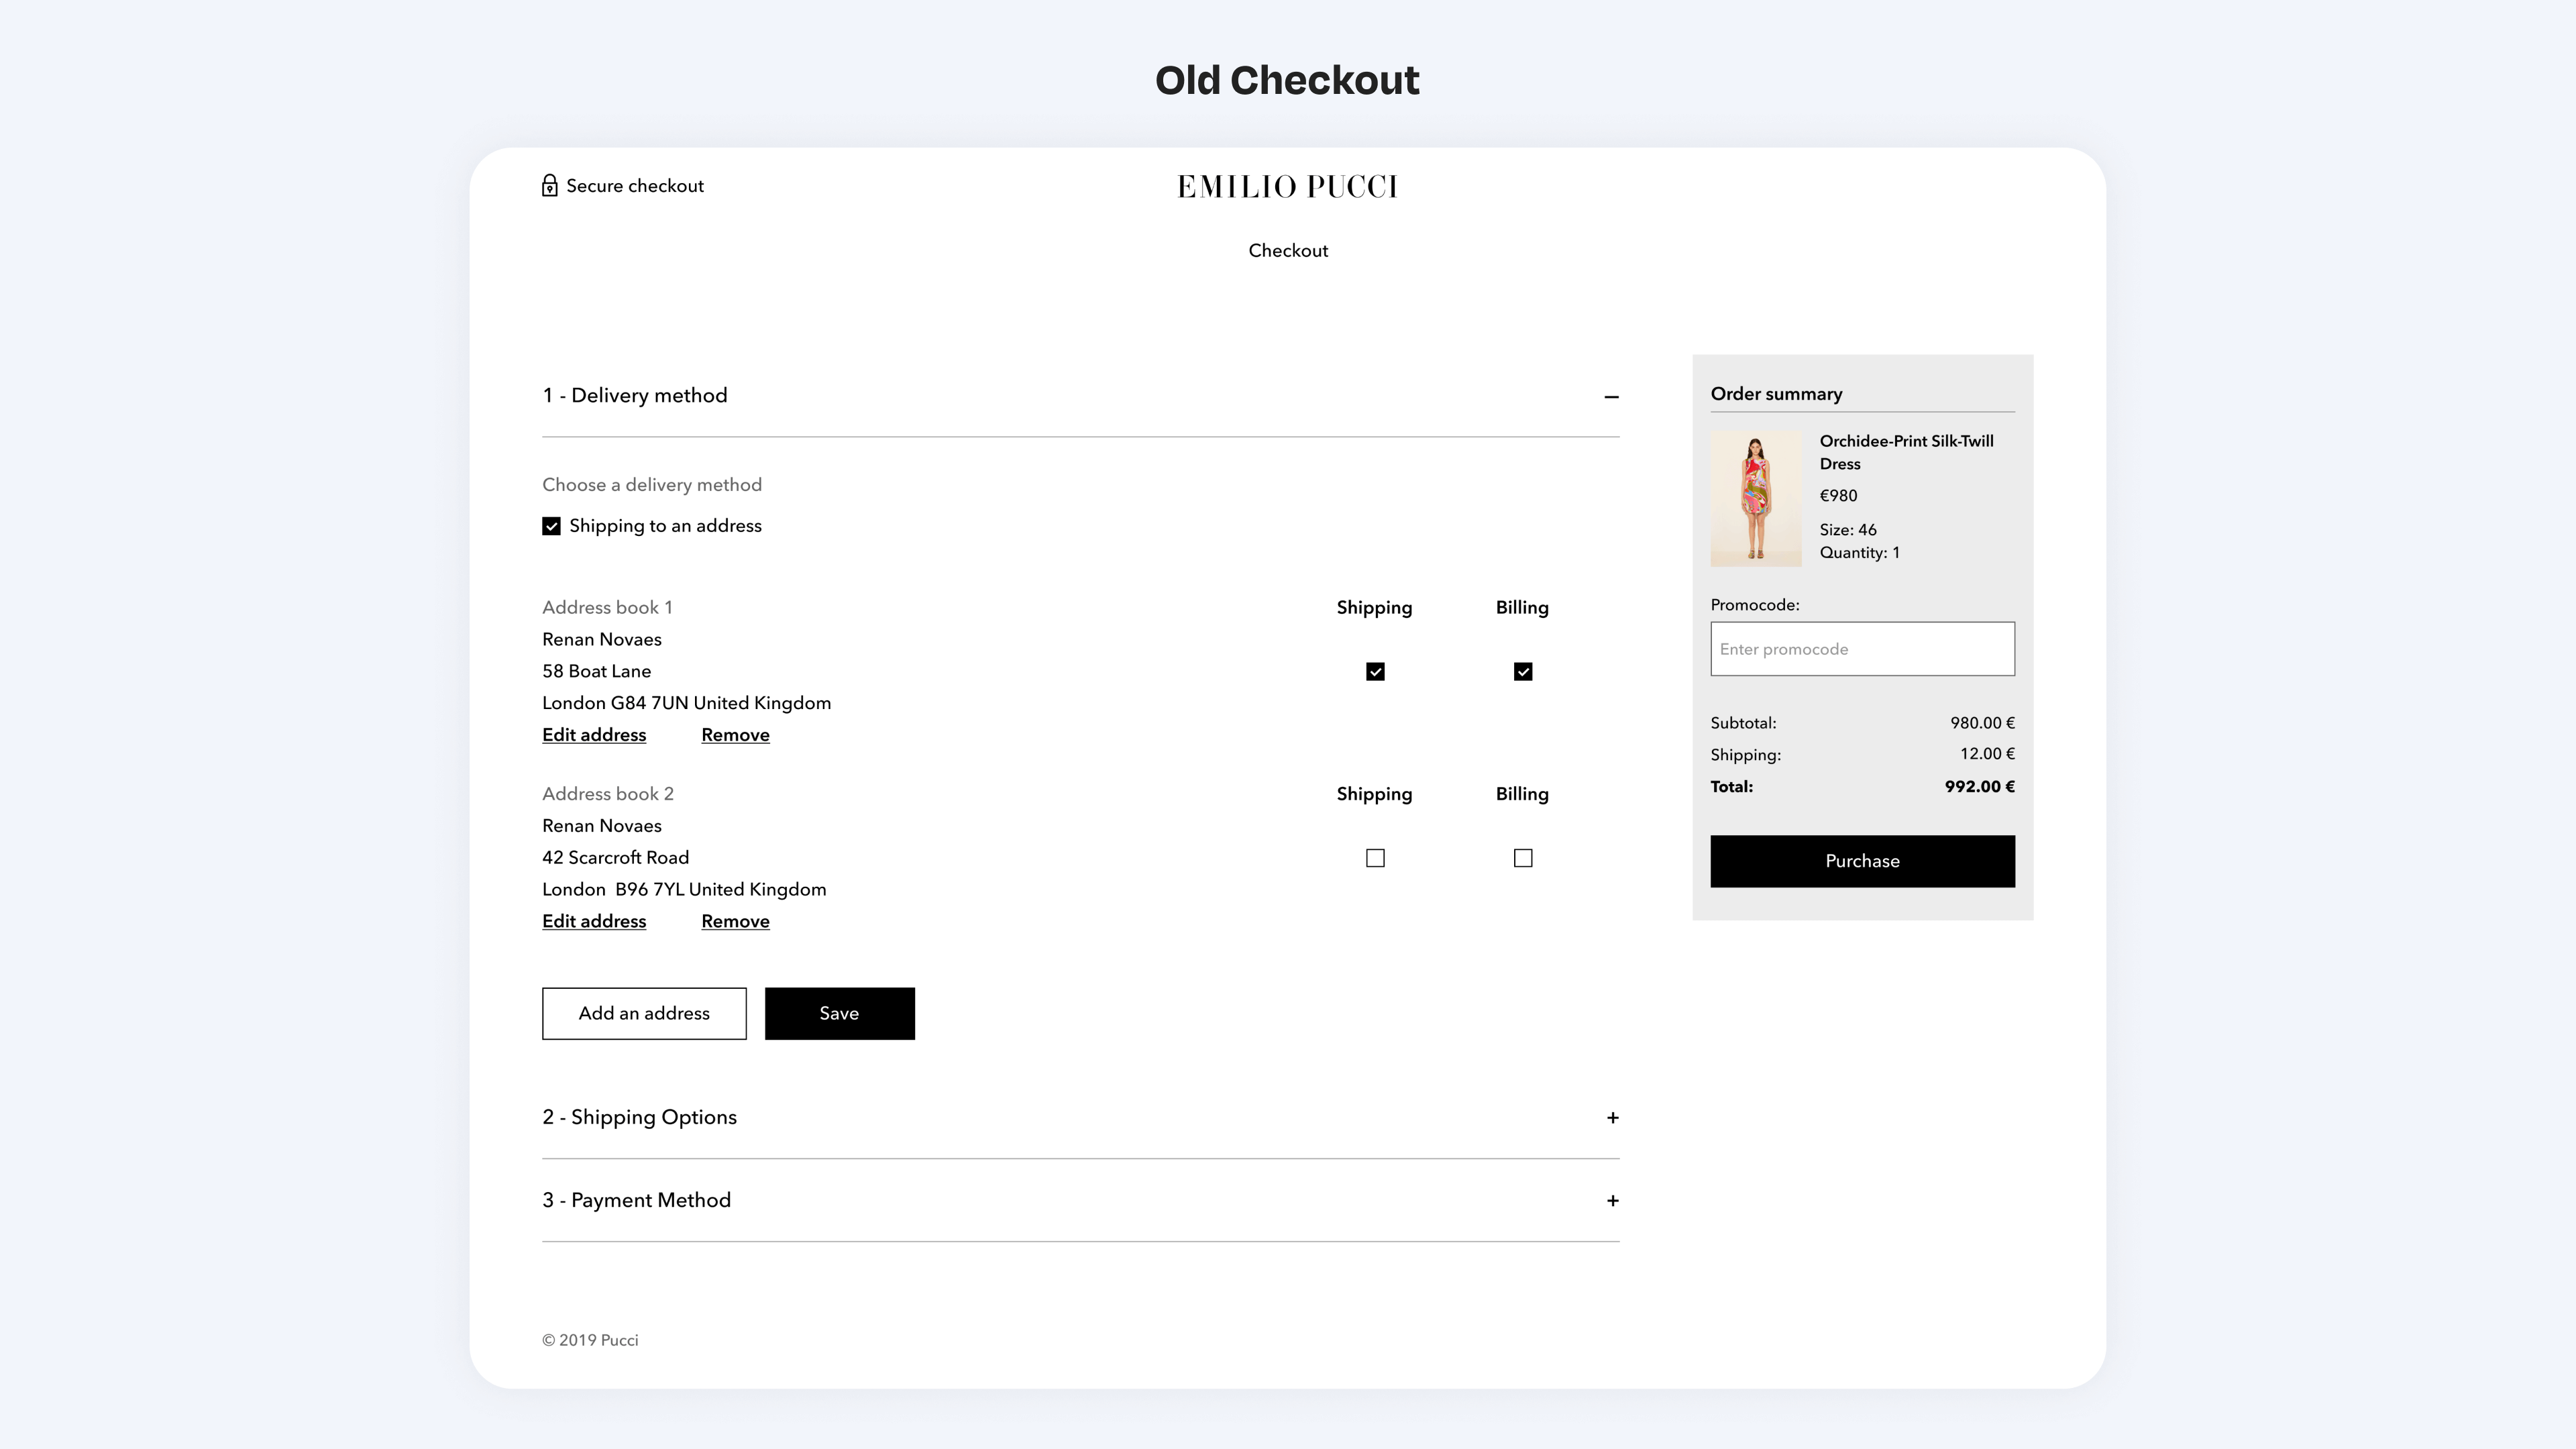 Old Checkout
Secure checkout
EMILIO PUCCI
Checkout
1 - Delivery method
Choose a delivery method
Shipping to an address
Address book 1
Shipping
Billing
Renan Novaes
58 Boat Lane
London G84 7UN United Kingdom
Edit address
Remove
Address book 2
Shipping
Billing
Renan Novaes
42 Scarcroft Road
London  B96 7YL United Kingdom
Edit address
Remove
Add an address
Save
2 - Shipping Options
+
3 - Payment Method
+
Order summary
Orchidee-Print Silk-Twill
Dress
€980
Size: 46
Quantity: 1
Promocode:
Enter promocode
Subtotal: 980.00 €
Shipping: 12.00 €
Total: 992.00 €
Purchase
© 2019 Pucci